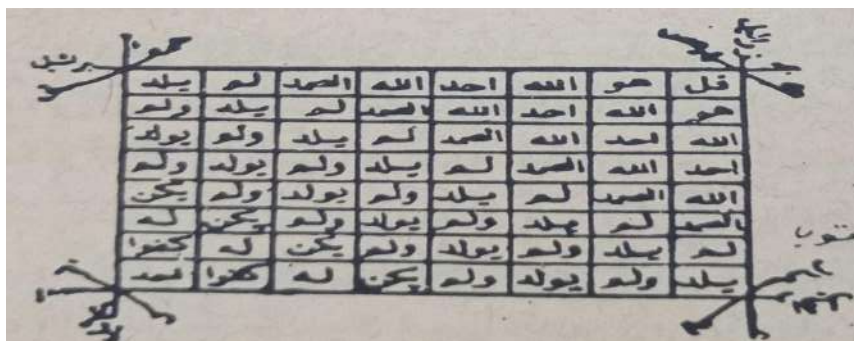 قل هو الله احد الله الصمد لم يلد
هو الله احد الله الصمد لم يلد ولم
الله احد الله الصمد لم يلد ولم يولد
احد الله الصمد لم يلد ولم يولد ولم
الله الصمد لم يلد ولم يولد ولم يكن
الصمد لم يلد ولم يولد ولم يكن له
لم يلد ولم يولد ولم يكن له كفوا
يلد ولم يولد ولم يكن له كفوا احد